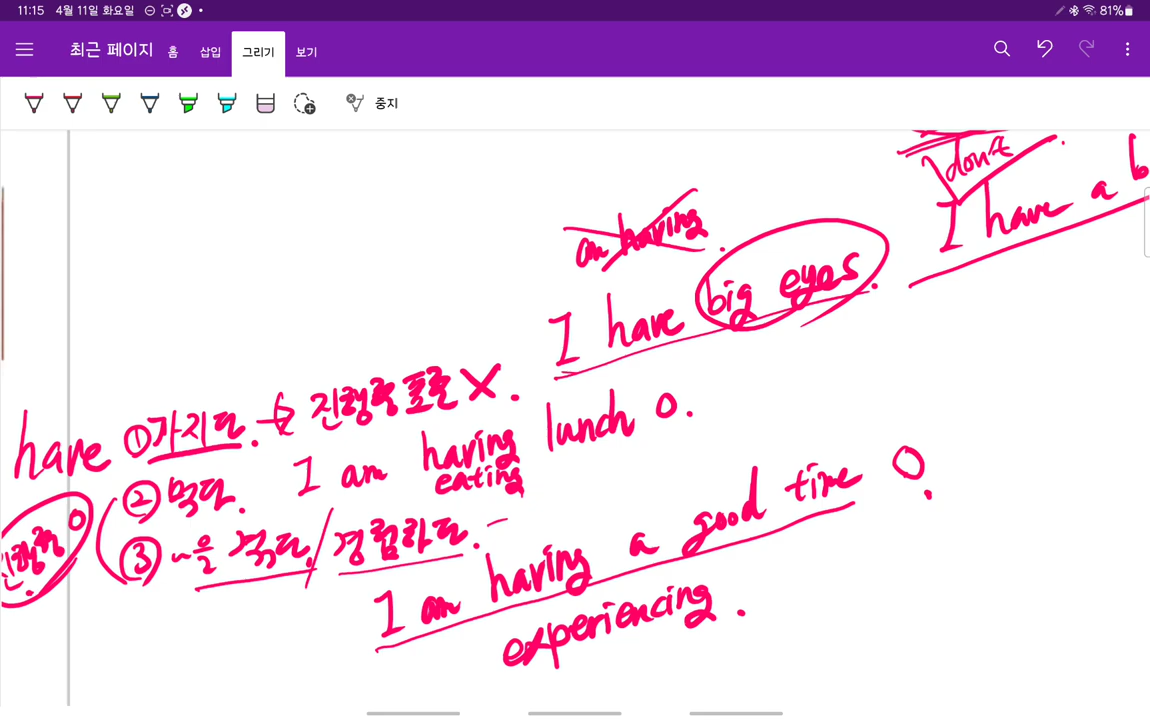 11:15 4월 11일 화요일
81%
최근 페이지 홈 삽입 그리기 보기
중지
don't
I have a b
am having.
I have big eyes.
have ①가지다. → 진행형으로 X.
I am having lunch O.
eating
②먹다.
③~을 겪다/경험하다.
진행형 O
I am having a good time O.
experiencing.